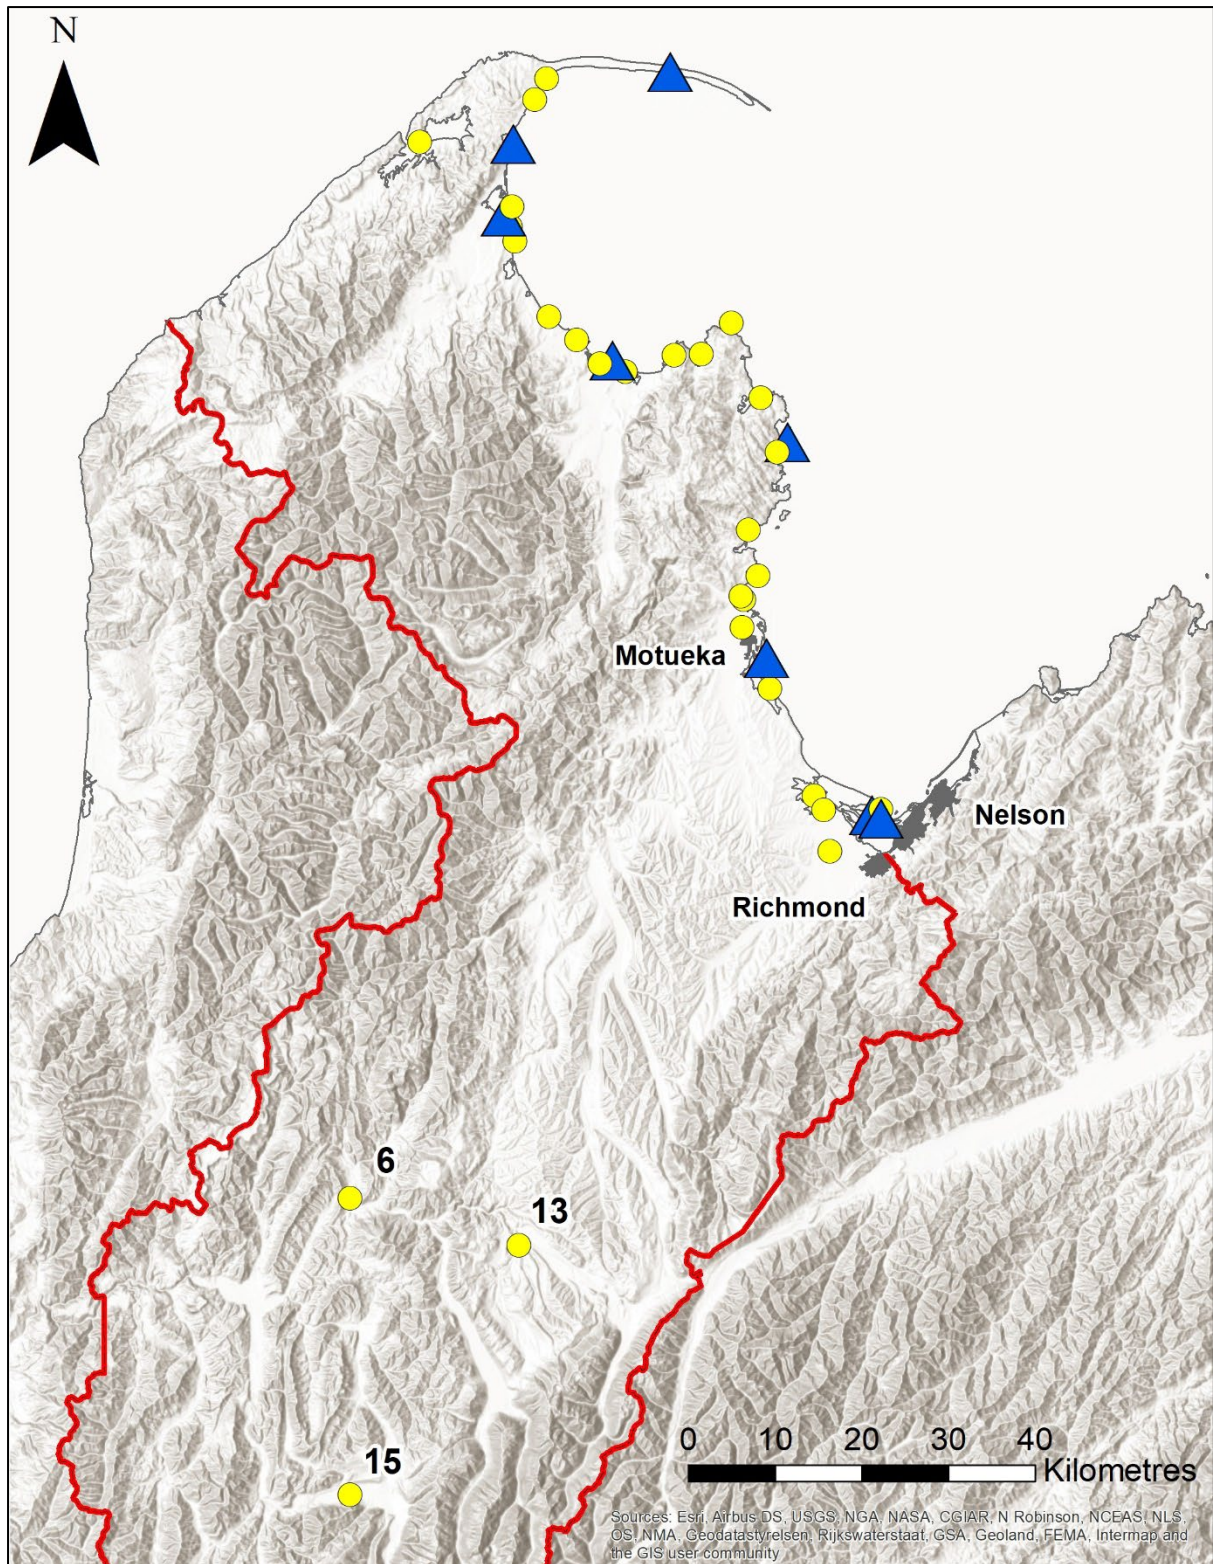 N
Motueka
Nelson
Richmond
6
13
15
0 10 20 30 40
Kilometres
Sources: Esri, Airbus DS, USGS, NGA, NASA, CGIAR, N Robinson, NCEAS, NLS,
OS, NMA, Geodatastyrelsen, Rijkswaterstaat, GSA, Geoland, FEMA, Intermap and
the GIS user community